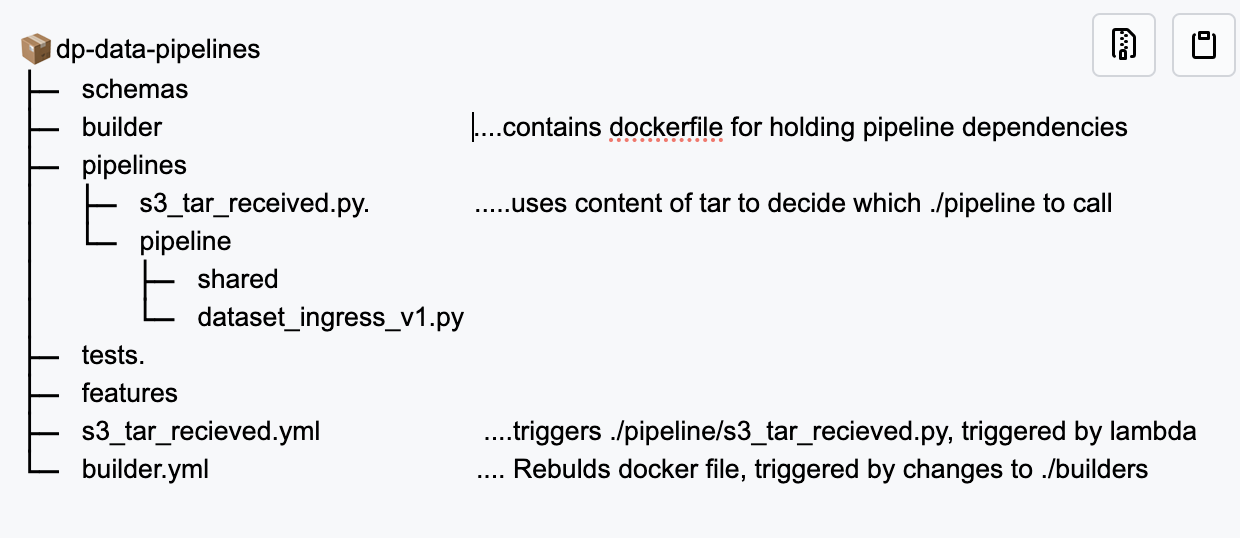 dp-data-pipelines
schemas
builder ....contains dockerfile for holding pipeline dependencies
pipelines
s3_tar_received.py. .....uses content of tar to decide which ./pipeline to call
pipeline
shared
dataset_ingress_v1.py
tests.
features
s3_tar_recieved.yml ....triggers ./pipeline/s3_tar_recieved.py, triggered by lambda
builder.yml .... Rebulds docker file, triggered by changes to ./builders